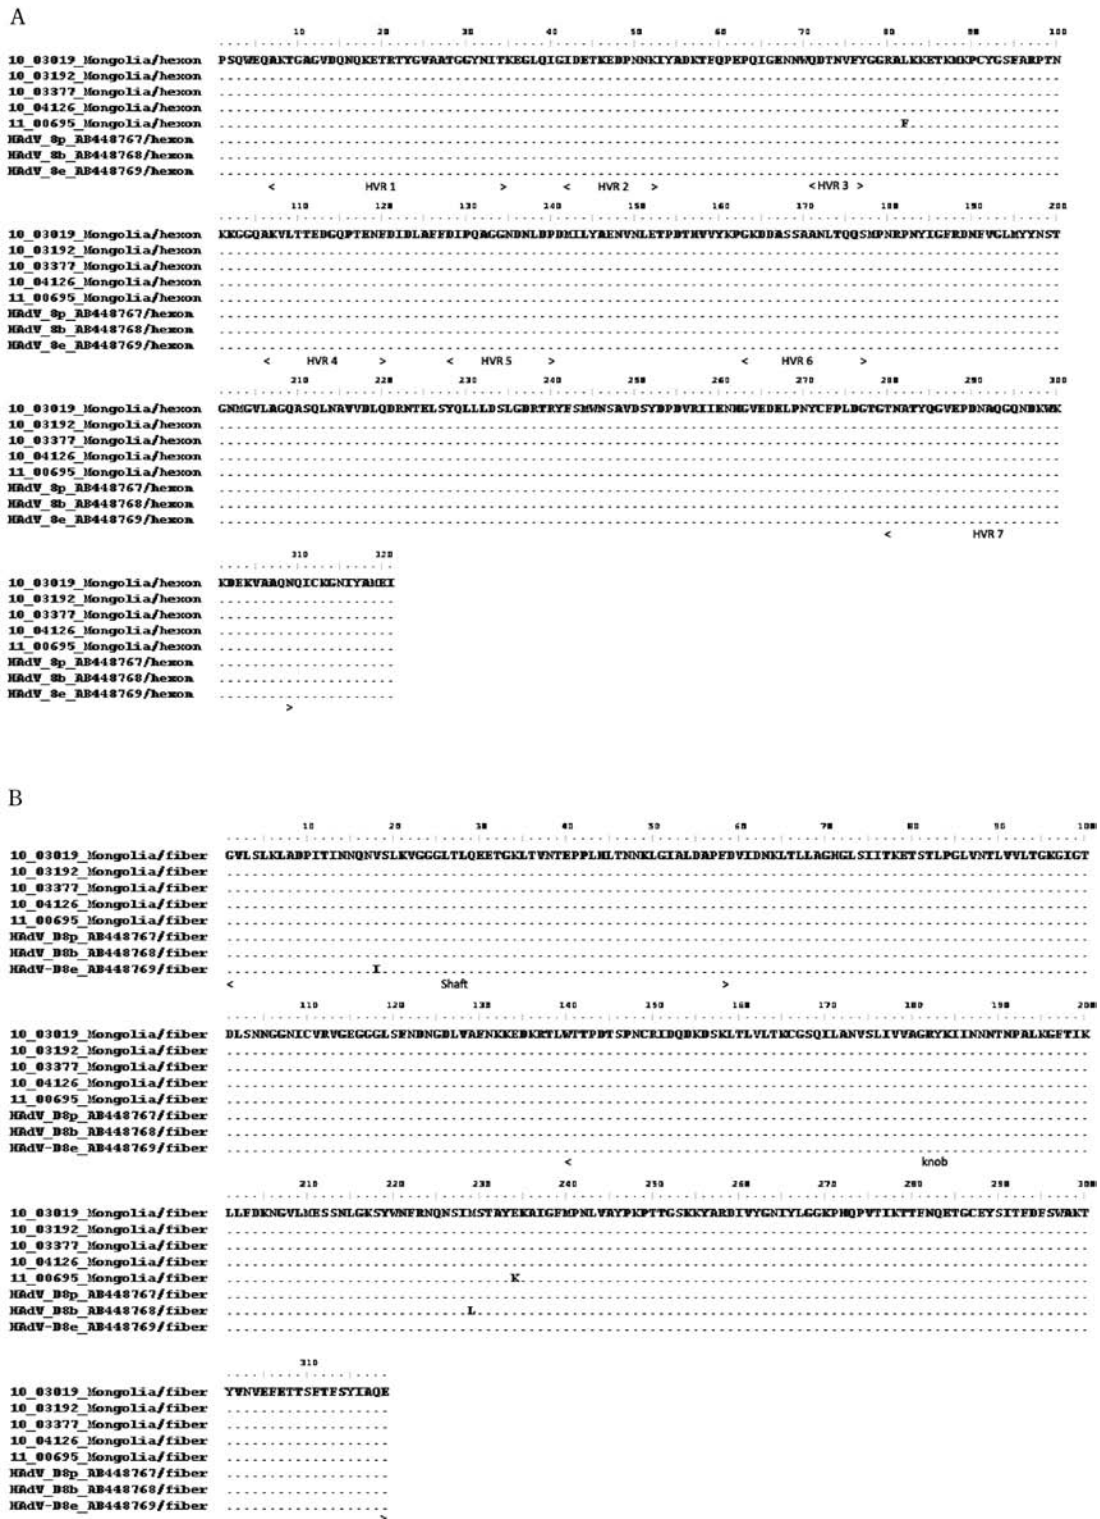 A
10 20 30 40 50 60 70 80 90 100
10_03019_Mongolia/hexon PSQWEQAKTGAGVDQNQKETRTYGVAATGGYNITKEGLQIGIDETKEDPNNKIYADKTFQPEPQIGENNWQDTNVFYGGRALKKETKMKPCYGSFARPTN
10_03192_Mongolia/hexon
10_03377_Mongolia/hexon
10_04126_Mongolia/hexon
11_00695_Mongolia/hexon F
HAdV_8p_AB448767/hexon
HAdV_8b_AB448768/hexon
HAdV_8e_AB448769/hexon
< HVR 1 > < HVR 2 > < HVR 3 >
110 120 130 140 150 160 170 180 190 200
10_03019_Mongolia/hexon KKGGQAKVLTTEDGQPTENFDIDLAFFDIPQAGGNDNLDPDMILYAENVNLETPDTHVVYKPGKDDASSAANLTQQSMPNRPNYIGFRDNFVGLMYYNST
10_03192_Mongolia/hexon
10_03377_Mongolia/hexon
10_04126_Mongolia/hexon
11_00695_Mongolia/hexon
HAdV_8p_AB448767/hexon
HAdV_8b_AB448768/hexon
HAdV_8e_AB448769/hexon
< HVR 4 > < HVR 5 > < HVR 6 >
210 220 230 240 250 260 270 280 290 300
10_03019_Mongolia/hexon GNMGVLAGQASQLNAVVDLQDRNTELSYQLLLDSLGDRTRYFSMWNSAVDSYDPDVRIIENHGVEDELPNYCFPLDGTGTNATYQGVEPDNAQGQNDKWK
10_03192_Mongolia/hexon
10_03377_Mongolia/hexon
10_04126_Mongolia/hexon
11_00695_Mongolia/hexon
HAdV_8p_AB448767/hexon
HAdV_8b_AB448768/hexon
HAdV_8e_AB448769/hexon
< HVR 7
310 320
10_03019_Mongolia/hexon KDEKVAAQNQICKGNIYAMEI
10_03192_Mongolia/hexon
10_03377_Mongolia/hexon
10_04126_Mongolia/hexon
11_00695_Mongolia/hexon
HAdV_8p_AB448767/hexon
HAdV_8b_AB448768/hexon
HAdV_8e_AB448769/hexon
>
B
10 20 30 40 50 60 70 80 90 100
10_03019_Mongolia/fiber GVLSLKLADPITINNQNVSLKVGGGLTLQEETGKLTVNTEPPLHLTNNKLGIALDAPFDVIDNKLTLLAGHGLSIITKETSTLPGLVNTLVVLTGKGIGT
10_03192_Mongolia/fiber
10_03377_Mongolia/fiber
10_04126_Mongolia/fiber
11_00695_Mongolia/fiber
HAdV_D8p_AB448767/fiber
HAdV_D8b_AB448768/fiber
HAdV-D8e_AB448769/fiber I
< Shaft >
110 120 130 140 150 160 170 180 190 200
10_03019_Mongolia/fiber DLSNNGGNICVRVGEGGGLSFNDNGDLVAFNKKEDKRTLWTTPDTSPNCRIDQDKDSKLTLVLTKCGSQILANVSLIVVAGRYKIINNNTNPALKGFTIK
10_03192_Mongolia/fiber
10_03377_Mongolia/fiber
10_04126_Mongolia/fiber
11_00695_Mongolia/fiber
HAdV_D8p_AB448767/fiber
HAdV_D8b_AB448768/fiber
HAdV-D8e_AB448769/fiber
< knob
210 220 230 240 250 260 270 280 290 300
10_03019_Mongolia/fiber LLFDKNGVLMESSNLGKSYWNFRNQNSIMSTAYEKAIGFMPNLVAYPKPTTGSKKYARDIVYGNIYLGGKPHQPVTIKTTFNQETGCEYSITFDFSWAKT
10_03192_Mongolia/fiber
10_03377_Mongolia/fiber
10_04126_Mongolia/fiber
11_00695_Mongolia/fiber K
HAdV_D8p_AB448767/fiber
HAdV_D8b_AB448768/fiber L
HAdV-D8e_AB448769/fiber
310
10_03019_Mongolia/fiber YVNVEFETTSFTFSYIAQE
10_03192_Mongolia/fiber
10_03377_Mongolia/fiber
10_04126_Mongolia/fiber
11_00695_Mongolia/fiber
HAdV_D8p_AB448767/fiber
HAdV_D8b_AB448768/fiber
HAdV-D8e_AB448769/fiber
>